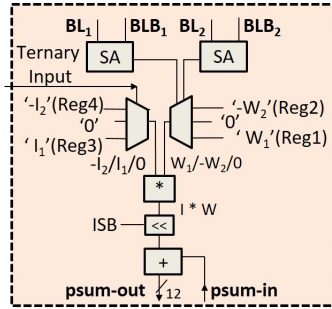 BL1 BLB1 BL2 BLB2
Ternary SA SA
Input
'-I2'(Reg4) '-W2'(Reg2)
'0' '0'
' I1'(Reg3) ' W1'(Reg1)
-I2/I1/0 W1/-W2/0
*
I * W
ISB <<
+
psum-out 12 psum-in